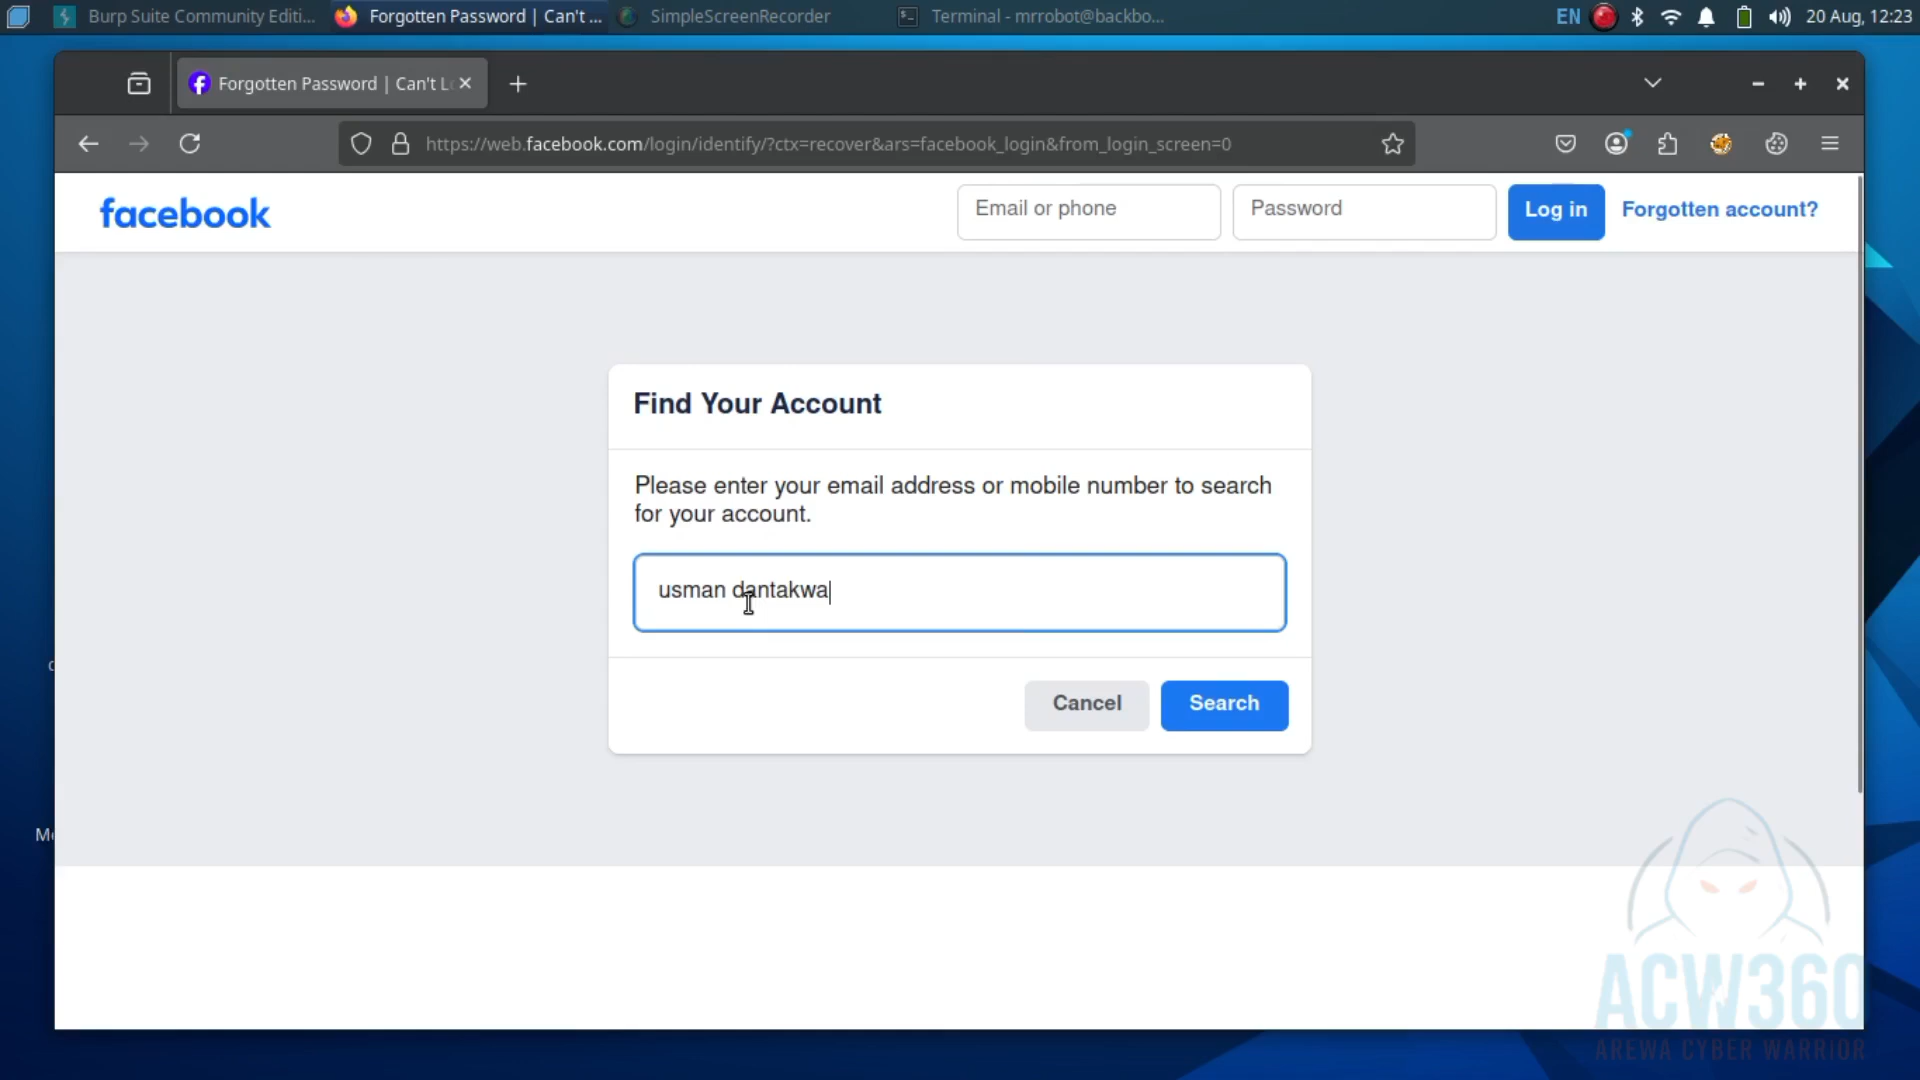 Burp Suite Community Editi...
Forgotten Password | Can't ...
SimpleScreenRecorder
Terminal - mrrobot@backbo...
EN
20 Aug, 12:23
Forgotten Password | Can't L
https://web.facebook.com/login/identify/?ctx=recover&ars=facebook_login&from_login_screen=0
facebook
Email or phone
Password
Log in
Forgotten account?
Find Your Account
Please enter your email address or mobile number to search
for your account.
usman dantakwa
Cancel
Search
ACW360
AREWA CYBER WARRIOR